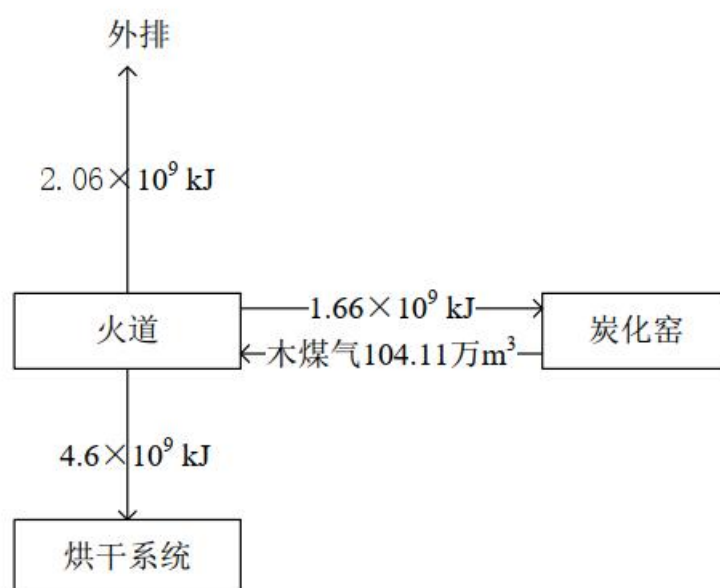 外排
2.06×10⁹ kJ
火道
1.66×10⁹ kJ
炭化窑
木煤气104.11万m³
4.6×10⁹ kJ
烘干系统